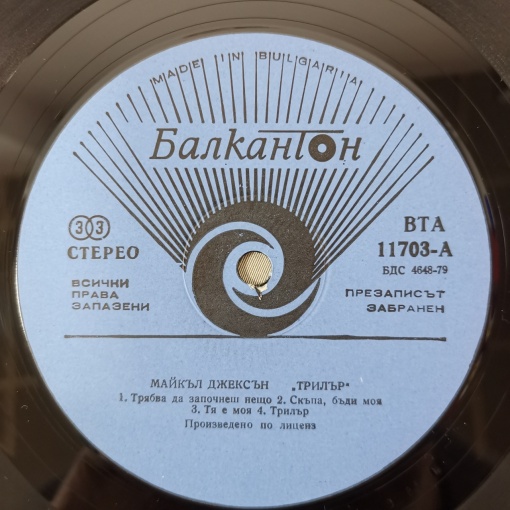 MADE IN BULGARIA
Балкантон
33
СТЕРЕО
ВТА
11703-А
БДС 4648-79
ВСИЧКИ
ПРАВА
ЗАПАЗЕНИ
ПРЕЗАПИСЪТ
ЗАБРАНЕН
МАЙКЪЛ ДЖЕКСЪН „ТРИЛЪР“
1. Трябва да започнеш нещо 2. Скъпа, бъди моя
3. Тя е моя 4. Трилър
Произведено по лиценз